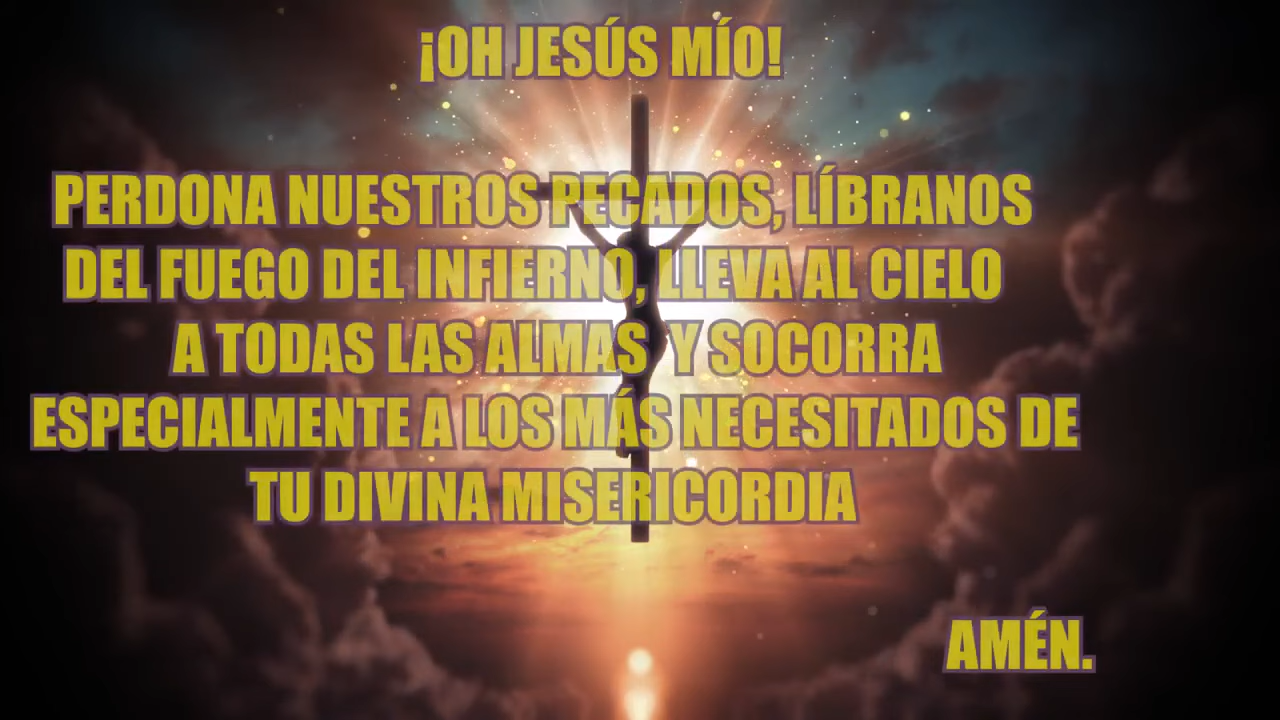 ¡OH JESÚS MÍO!
PERDONA NUESTROS PECADOS, LÍBRANOS
DEL FUEGO DEL INFIERNO, LLEVA AL CIELO
A TODAS LAS ALMAS Y SOCORRA
ESPECIALMENTE A LOS MÁS NECESITADOS DE
TU DIVINA MISERICORDIA
AMÉN.